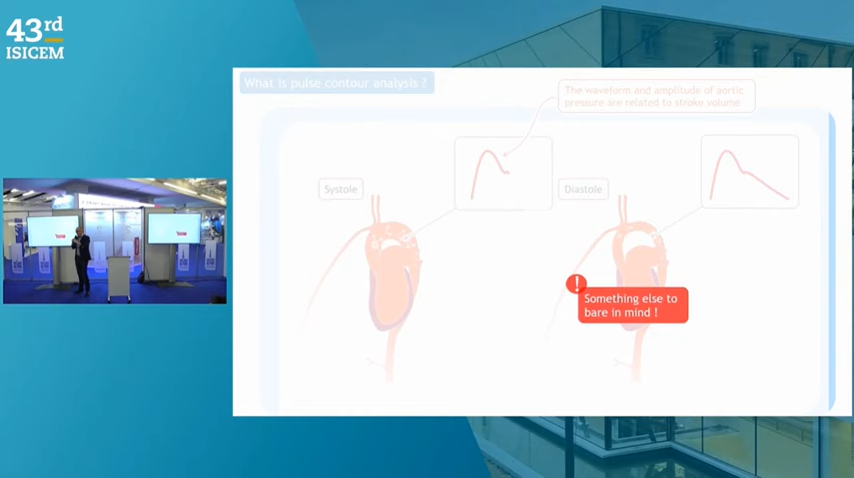 43rd
ISICEM
What is pulse contour analysis ?
The waveform and amplitude of aortic
pressure are related to stroke volume
Systole
Diastole
!
Something else to
bare in mind !